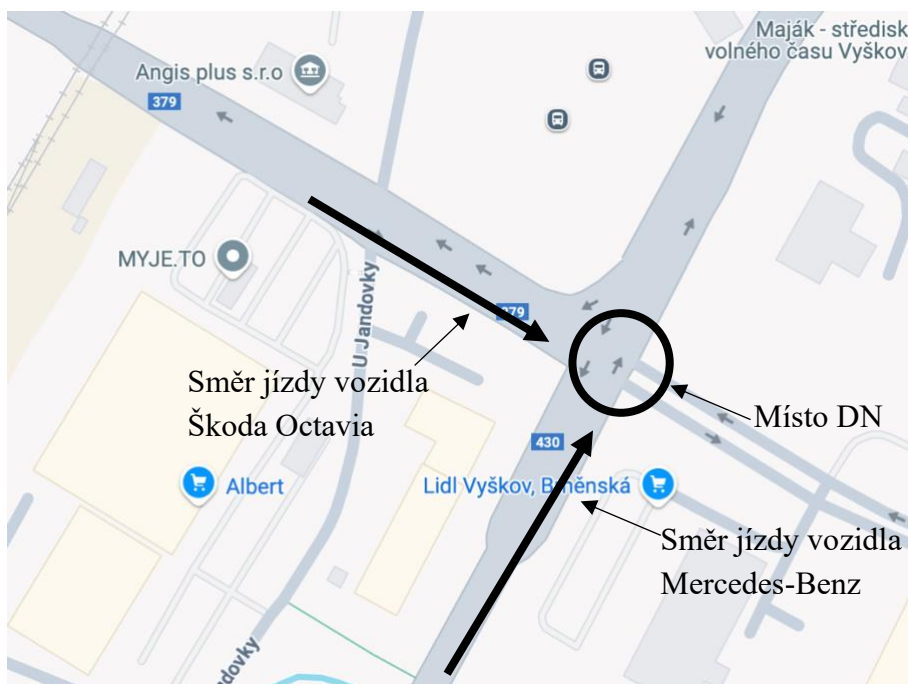 Maják - středisk
volného času Vyškov
Angis plus s.r.o
379
MYJE.TO
U Jandovky
379
Směr jízdy vozidla
Škoda Octavia
Místo DN
430
Albert
Lidl Vyškov, Brněnská
Směr jízdy vozidla
Mercedes-Benz
Jandovky